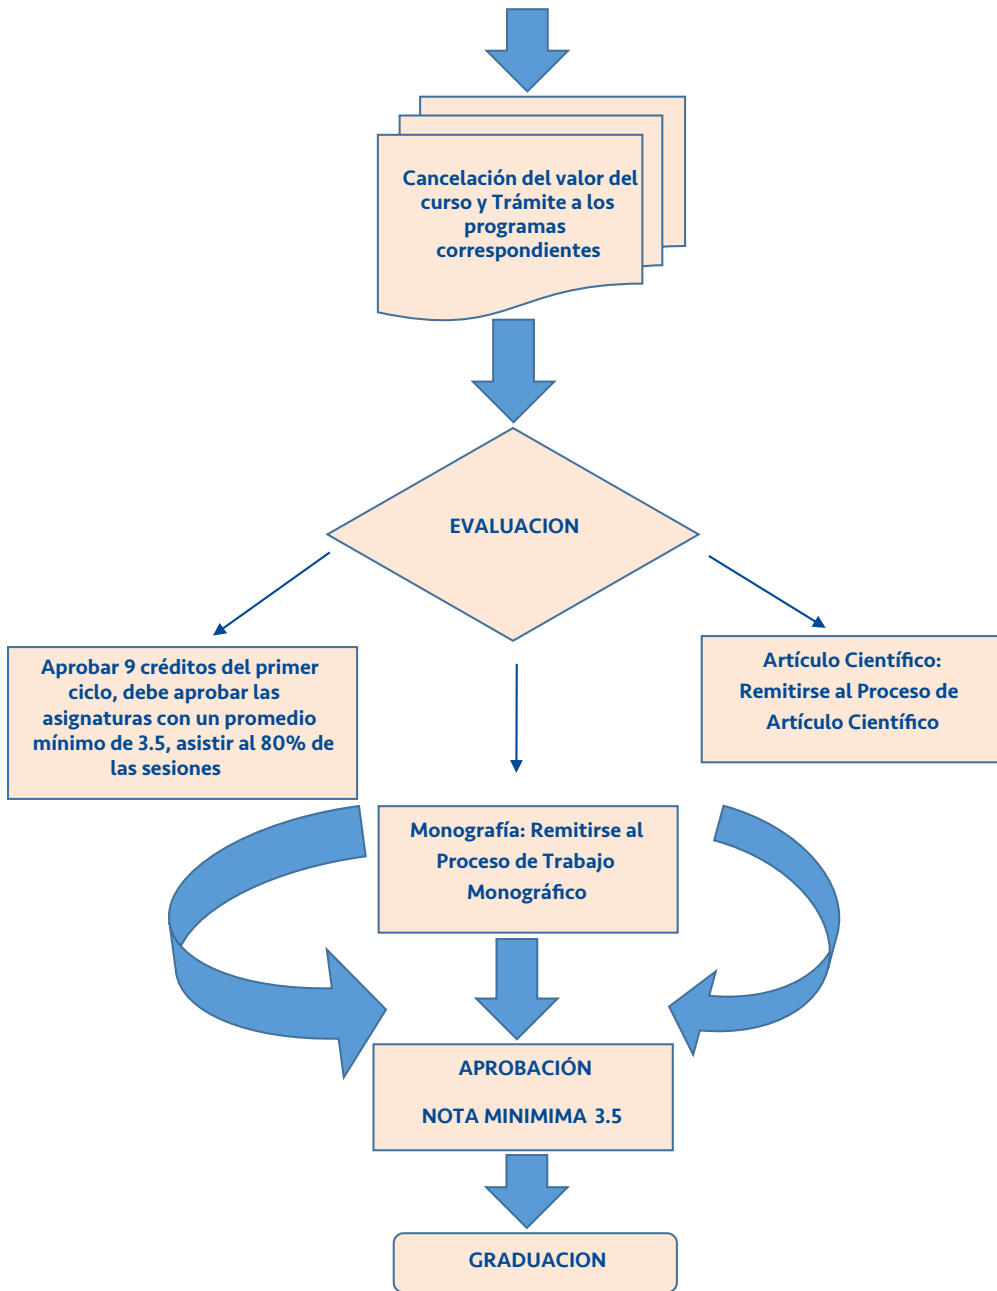 Cancelación del valor del
curso y Trámite a los
programas
correspondientes
EVALUACION
Aprobar 9 créditos del primer
ciclo, debe aprobar las
asignaturas con un promedio
mínimo de 3.5, asistir al 80% de
las sesiones
Artículo Científico:
Remitirse al Proceso de
Artículo Científico
Monografía: Remitirse al
Proceso de Trabajo
Monográfico
APROBACIÓN
NOTA MINIMIMA 3.5
GRADUACION